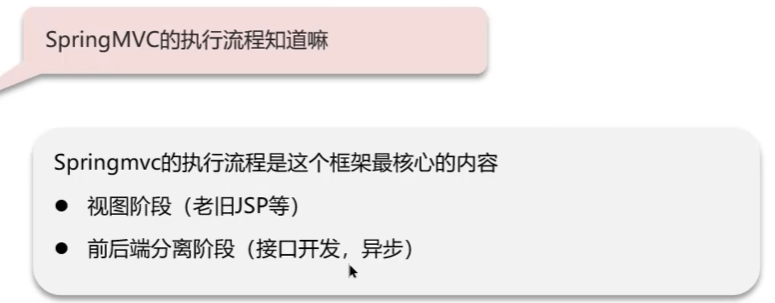 SpringMVC的执行流程知道嘛
Springmvc的执行流程是这个框架最核心的内容
● 视图阶段（老旧JSP等）
● 前后端分离阶段（接口开发，异步）